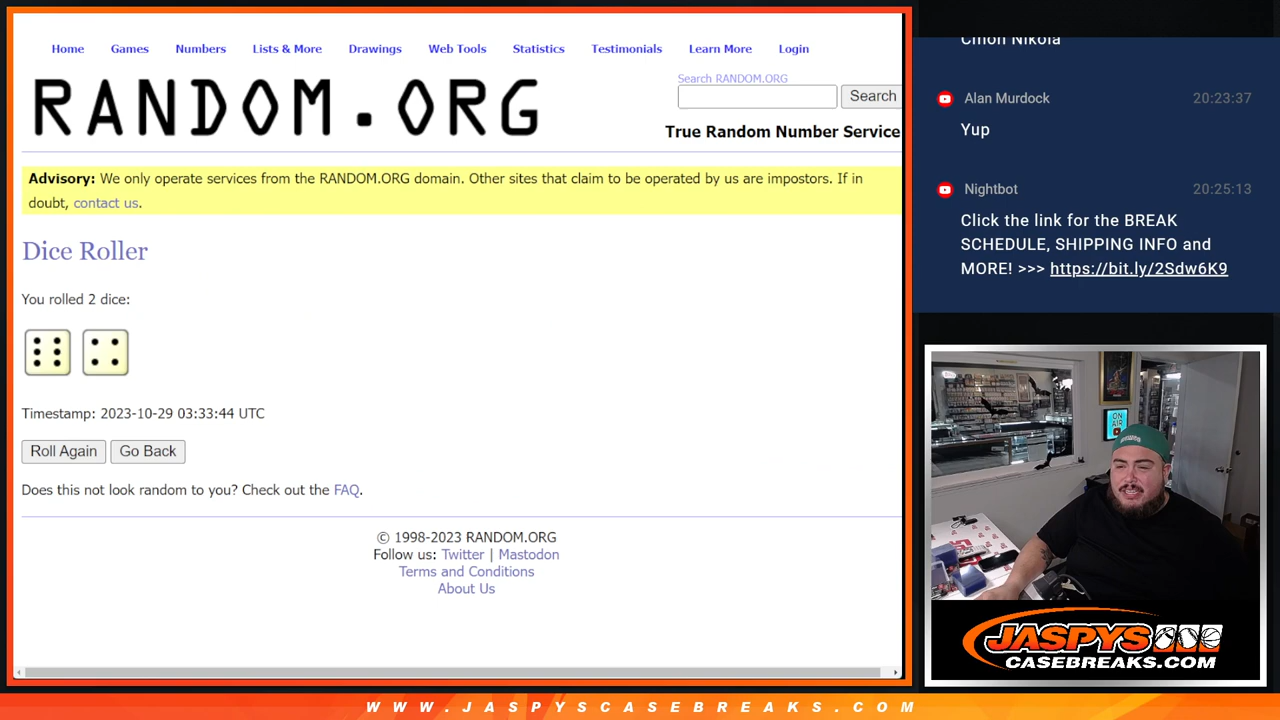 Home Games Numbers Lists & More Drawings Web Tools Statistics Testimonials Learn More Login
RANDOM.ORG
Search RANDOM.ORG
Search
True Random Number Service
Advisory: We only operate services from the RANDOM.ORG domain. Other sites that claim to be operated by us are impostors. If in
doubt, contact us.
Dice Roller
You rolled 2 dice:
Timestamp: 2023-10-29 03:33:44 UTC
Roll Again Go Back
Does this not look random to you? Check out the FAQ.
© 1998-2023 RANDOM.ORG
Follow us: Twitter | Mastodon
Terms and Conditions
About Us
Cmon Nikola
Alan Murdock 20:23:37
Yup
Nightbot 20:25:13
Click the link for the BREAK
SCHEDULE, SHIPPING INFO and
MORE! >>> https://bit.ly/2Sdw6K9
ON
AIR
JASPYS
CASEBREAKS.COM
WWW.JASPYSCASEBREAKS.COM